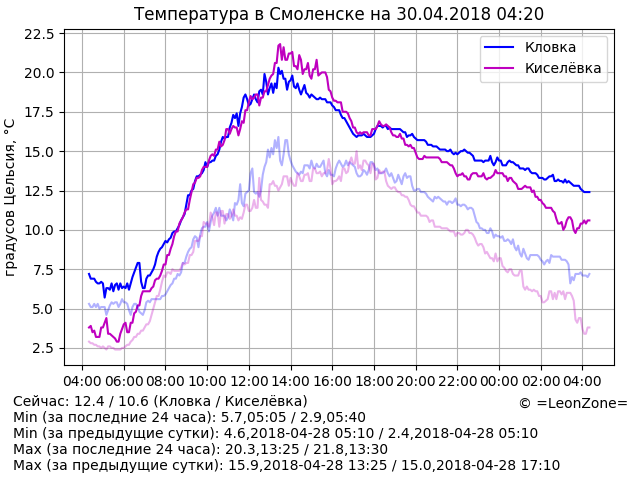 Температура в Смоленске на 30.04.2018 04:20
градусов Цельсия, °C
22.5
20.0
17.5
15.0
12.5
10.0
7.5
5.0
2.5
Кловка
Киселёвка
04:00 06:00 08:00 10:00 12:00 14:00 16:00 18:00 20:00 22:00 00:00 02:00 04:00
Сейчас: 12.4 / 10.6 (Кловка / Киселёвка)
© =LeonZone=
Min (за последние 24 часа): 5.7,05:05 / 2.9,05:40
Min (за предыдущие сутки): 4.6,2018-04-28 05:10 / 2.4,2018-04-28 05:10
Max (за последние 24 часа): 20.3,13:25 / 21.8,13:30
Max (за предыдущие сутки): 15.9,2018-04-28 13:25 / 15.0,2018-04-28 17:10